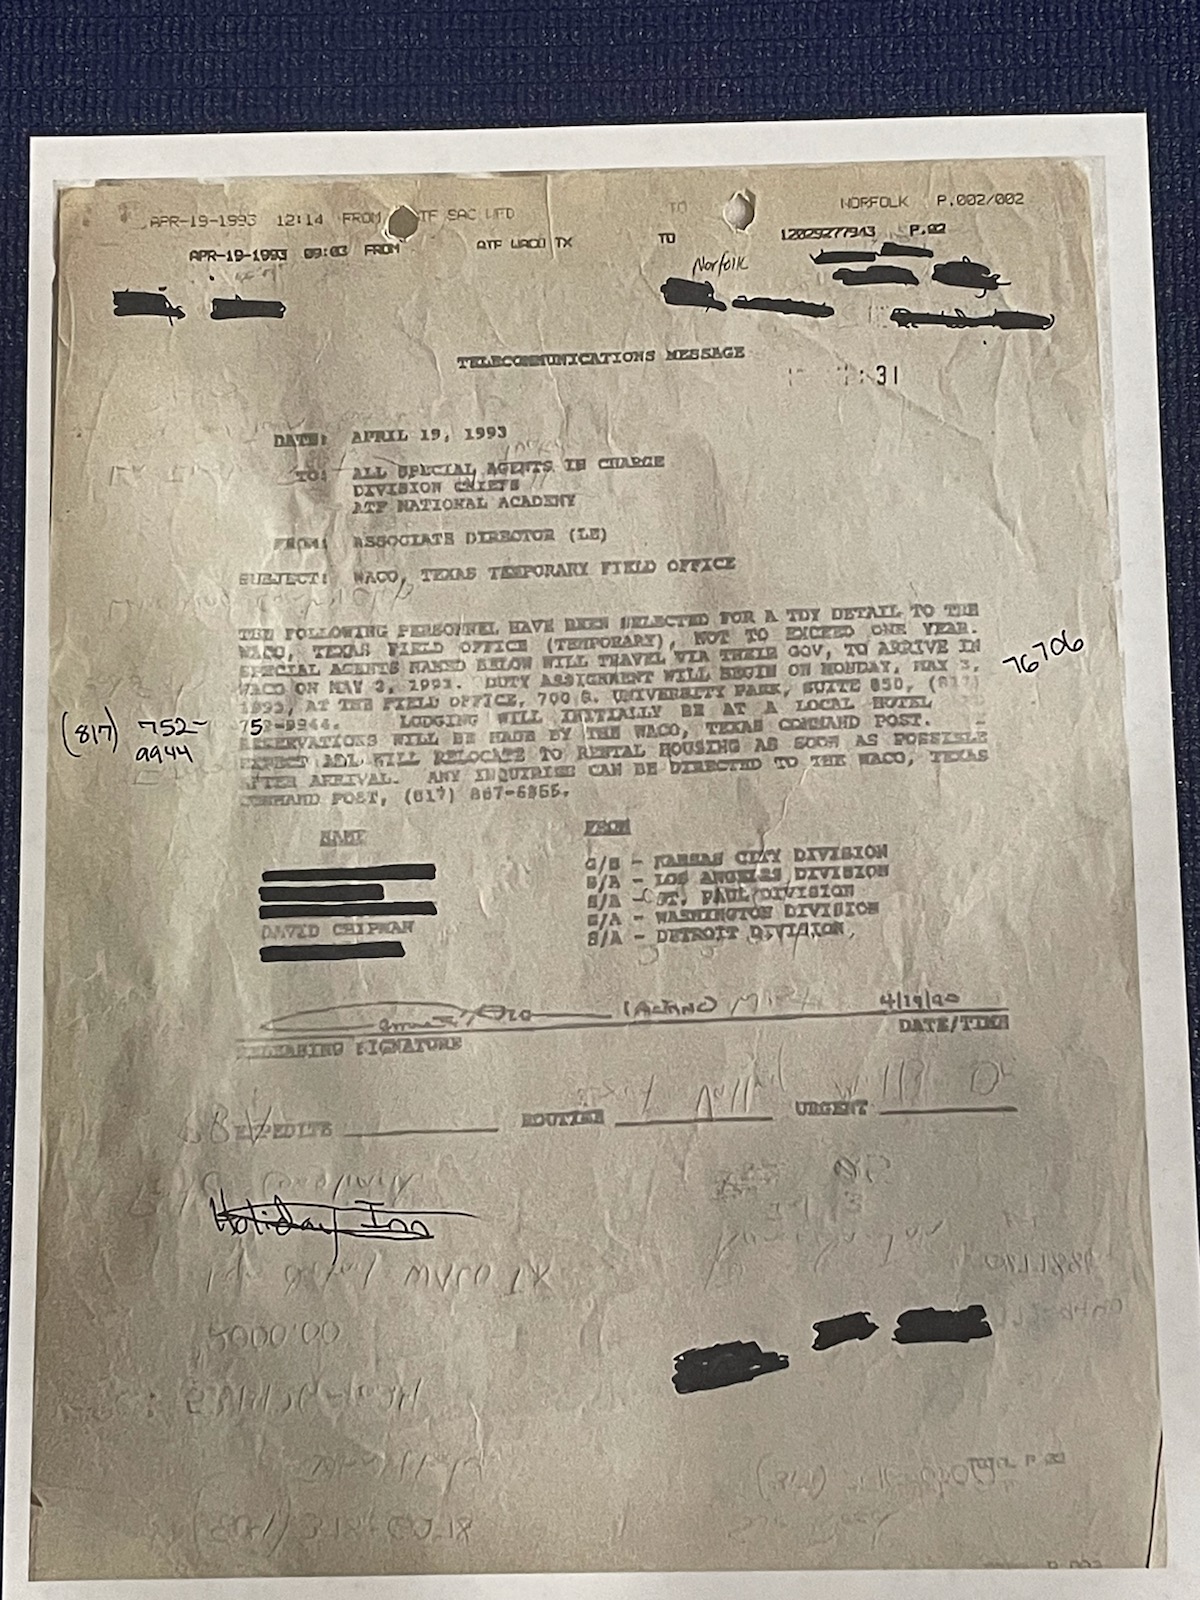 APR-19-1993 12:14 FROM ATF SAC WFO TO NORFOLK P.002/002
APR-19-1993 09:03 FROM ATF WACO TX TO 12029277943 P.02
Norfolk
TELECOMMUNICATIONS MESSAGE
31
DATE: APRIL 19, 1993
TO: ALL SPECIAL AGENTS IN CHARGE
DIVISION CHIEFS
ATF NATIONAL ACADEMY
FROM: ASSOCIATE DIRECTOR (LE)
SUBJECT: WACO, TEXAS TEMPORARY FIELD OFFICE
THE FOLLOWING PERSONNEL HAVE BEEN SELECTED FOR A TDY DETAIL TO THE
WACO, TEXAS FIELD OFFICE (TEMPORARY), NOT TO EXCEED ONE YEAR.
SPECIAL AGENTS NAMED BELOW WILL TRAVEL VIA THEIR GOV, TO ARRIVE IN
WACO ON MAY 2, 1993. DUTY ASSIGNMENT WILL BEGIN ON MONDAY, MAY 3,
1993, AT THE FIELD OFFICE, 700 S. UNIVERSITY PARK, SUITE 850, (817)
752-9944. LODGING WILL INITIALLY BE AT A LOCAL HOTEL
RESERVATIONS WILL BE MADE BY THE WACO, TEXAS COMMAND POST.
EXPECT ALL WILL RELOCATE TO RENTAL HOUSING AS SOON AS POSSIBLE
AFTER ARRIVAL. ANY INQUIRIES CAN BE DIRECTED TO THE WACO, TEXAS
COMMAND POST, (817) 867-6855.
76706
(817) 752-
9944
NAME FROM
G/S - KANSAS CITY DIVISION
S/A - LOS ANGELES DIVISION
S/A - ST. PAUL DIVISION
DAVID CHIPMAN S/A - WASHINGTON DIVISION
S/A - DETROIT DIVISION
(ACTING)
RELEASING SIGNATURE DATE/TIME
EXPEDITE ROUTINE URGENT
Holiday Inn